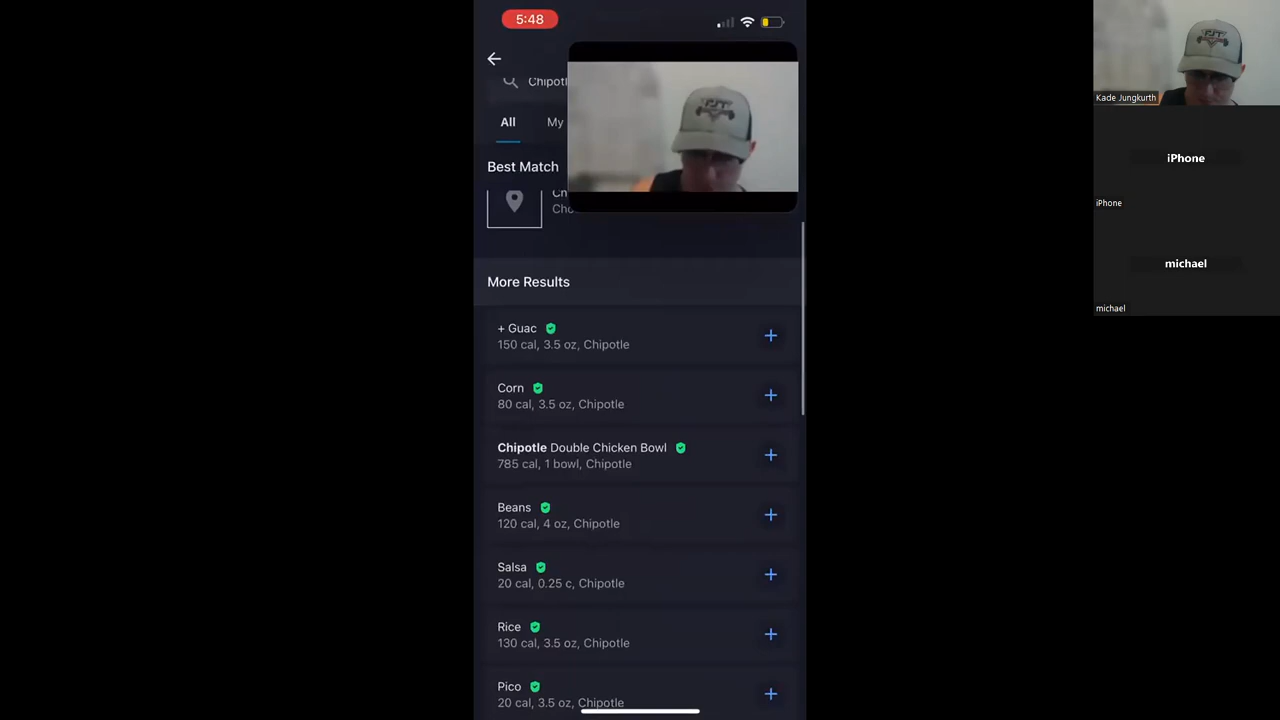 5:48
Chipotl
All My
Best Match
Ch
Cho
More Results
+ Guac
150 cal, 3.5 oz, Chipotle
Corn
80 cal, 3.5 oz, Chipotle
Chipotle Double Chicken Bowl
785 cal, 1 bowl, Chipotle
Beans
120 cal, 4 oz, Chipotle
Salsa
20 cal, 0.25 c, Chipotle
Rice
130 cal, 3.5 oz, Chipotle
Pico
20 cal, 3.5 oz, Chipotle
Kade Jungkurth
iPhone
iPhone
michael
michael